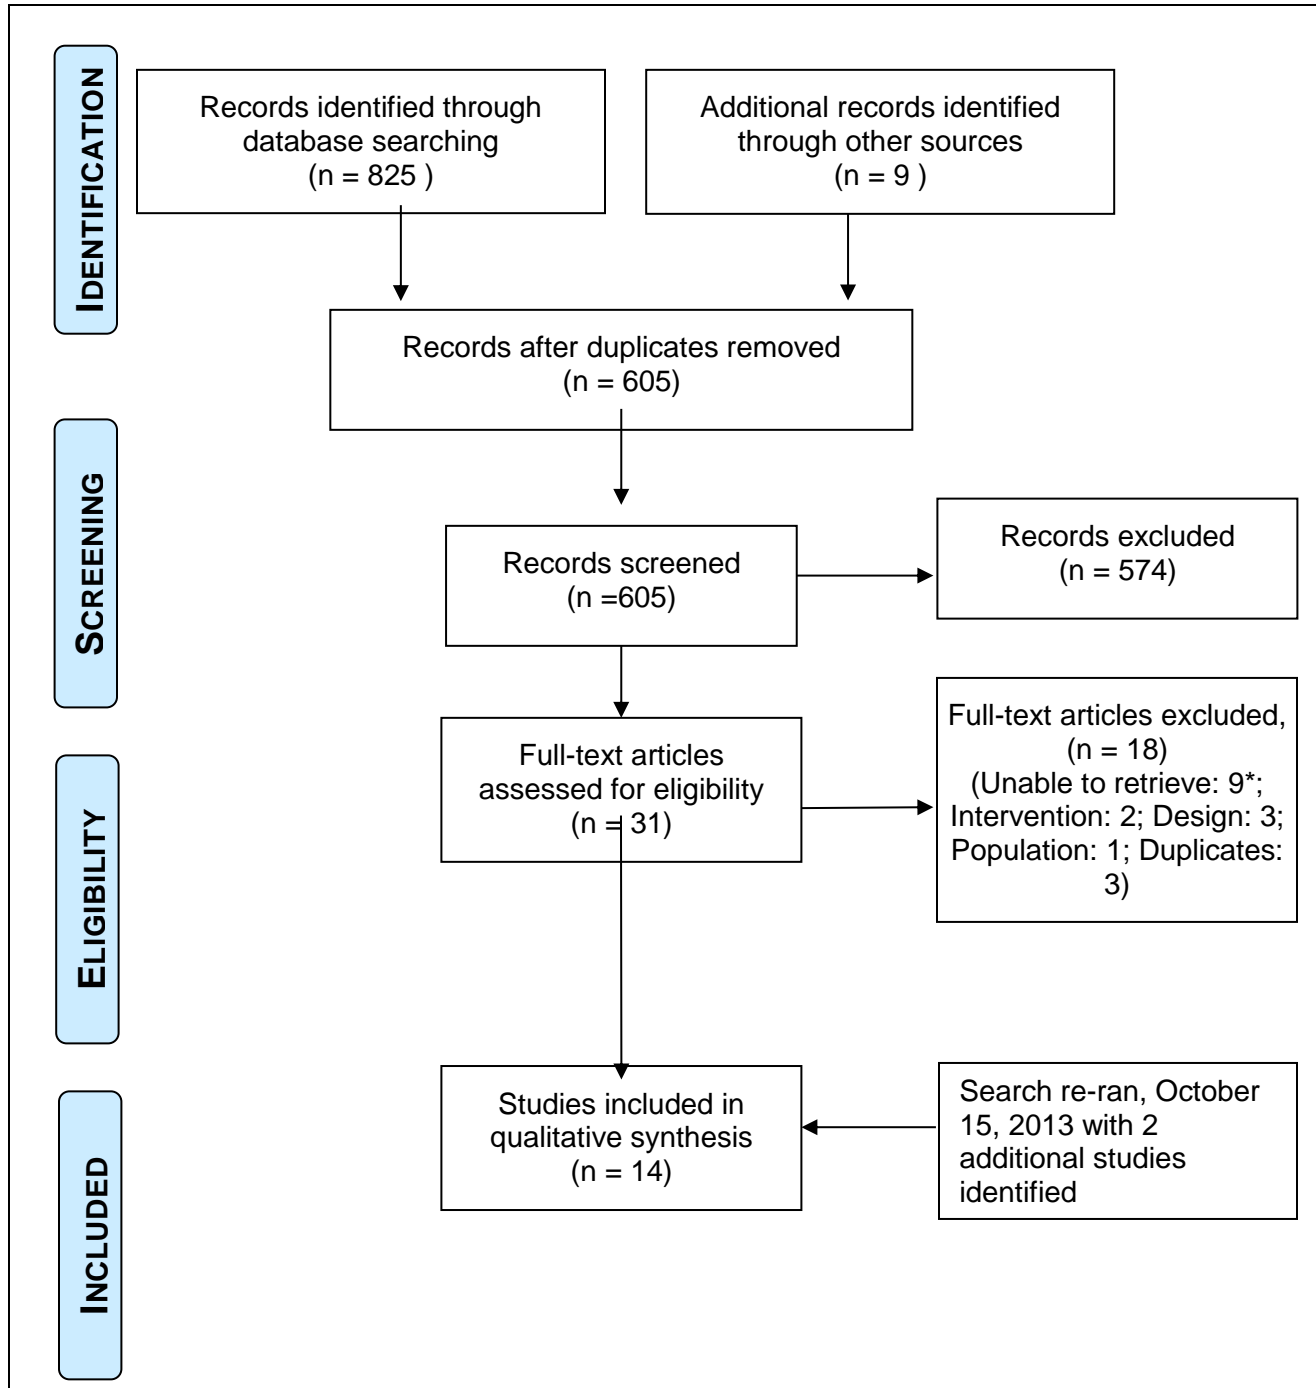 IDENTIFICATION
Records identified through
database searching
(n = 825 )
Additional records identified
through other sources
(n = 9 )
Records after duplicates removed
(n = 605)
SCREENING
Records screened
(n =605)
Records excluded
(n = 574)
ELIGIBILITY
Full-text articles
assessed for eligibility
(n = 31)
Full-text articles excluded,
(n = 18)
(Unable to retrieve: 9*;
Intervention: 2; Design: 3;
Population: 1; Duplicates:
3)
INCLUDED
Studies included in
qualitative synthesis
(n = 14)
Search re-ran, October
15, 2013 with 2
additional studies
identified